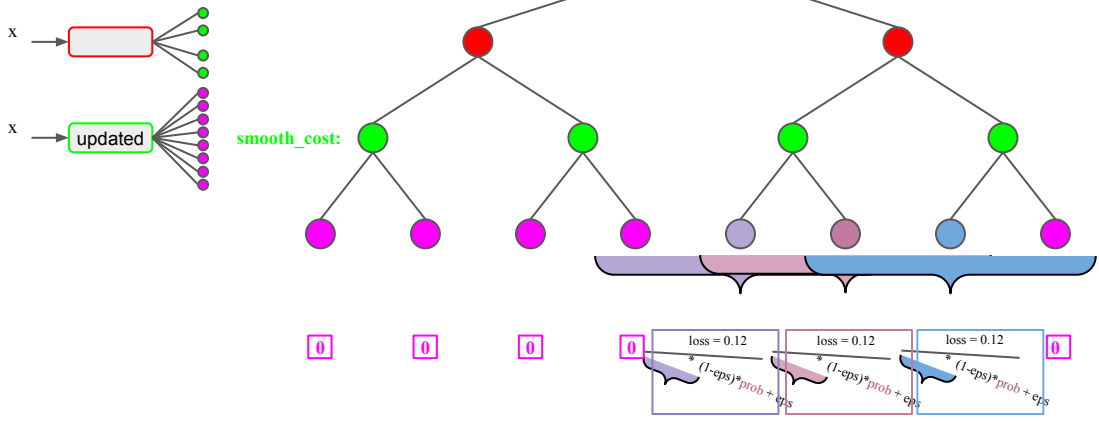 x
x
updated
smooth_cost:
0
0
0
0
loss = 0.12
* (1-eps)*prob + eps
loss = 0.12
* (1-eps)*prob + eps
loss = 0.12
* (1-eps)*prob + eps
0